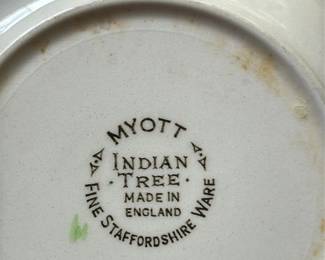 MYOTT
INDIAN
· TREE ·
MADE IN
ENGLAND
FINE STAFFORDSHIRE WARE